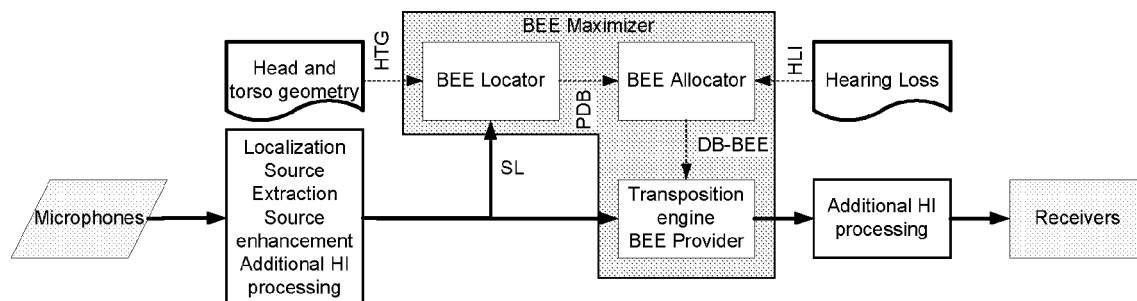 BEE Maximizer
Head and
torso geometry
HTG
BEE Locator
PDB
BEE Allocator
HLI
Hearing Loss
Localization
Source
Extraction
Source
enhancement
Additional HI
processing
SL
DB-BEE
Microphones
Transposition
engine
BEE Provider
Additional HI
processing
Receivers